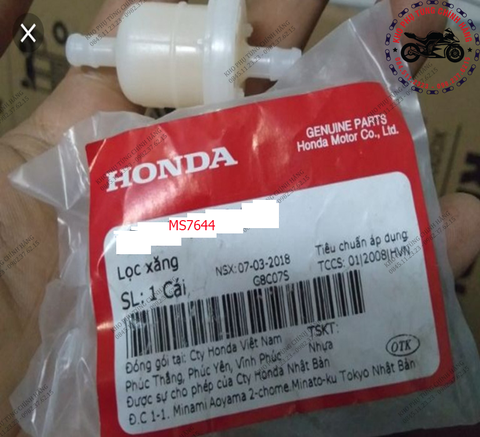 GENUINE PARTS
Honda Motor Co., Ltd.
HONDA
MS7644
Lọc xăng
NSX: 07-03-2018
Tiêu chuẩn áp dụng:
SL: 1 Cái
G8C07S
TCCS: 01|2008|HVN
TSKT:
Đóng gói tại: Cty Honda Việt Nam
Nhựa
Phúc Thắng, Phúc Yên, Vĩnh Phúc
OTK
Được sự cho phép của Cty Honda Nhật Bản
Đ.C 1-1. Minami Aoyama 2-chome.Minato-ku Tokyo Nhật Bản